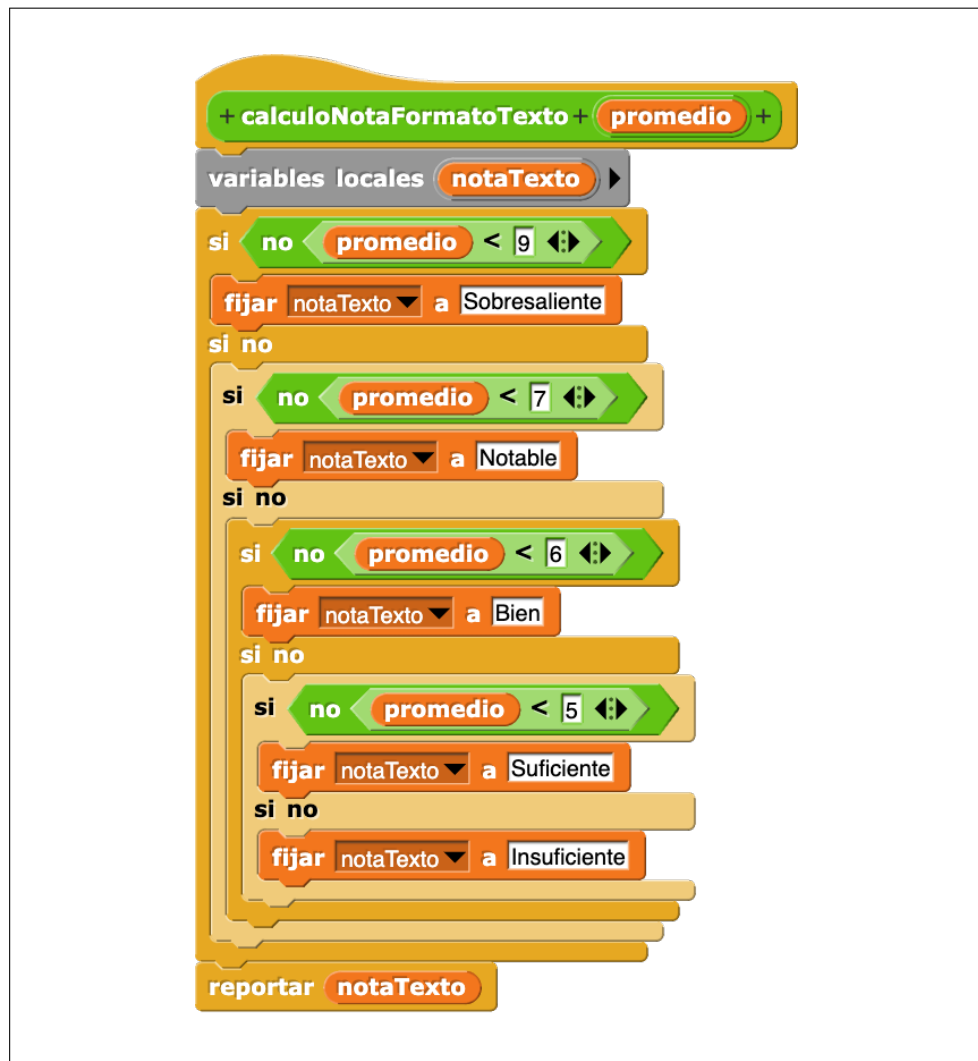 + calculoNotaFormatoTexto + promedio +
variables locales notaTexto
si no promedio < 9
fijar notaTexto a Sobresaliente
si no
si no promedio < 7
fijar notaTexto a Notable
si no
si no promedio < 6
fijar notaTexto a Bien
si no
si no promedio < 5
fijar notaTexto a Suficiente
si no
fijar notaTexto a Insuficiente
reportar notaTexto